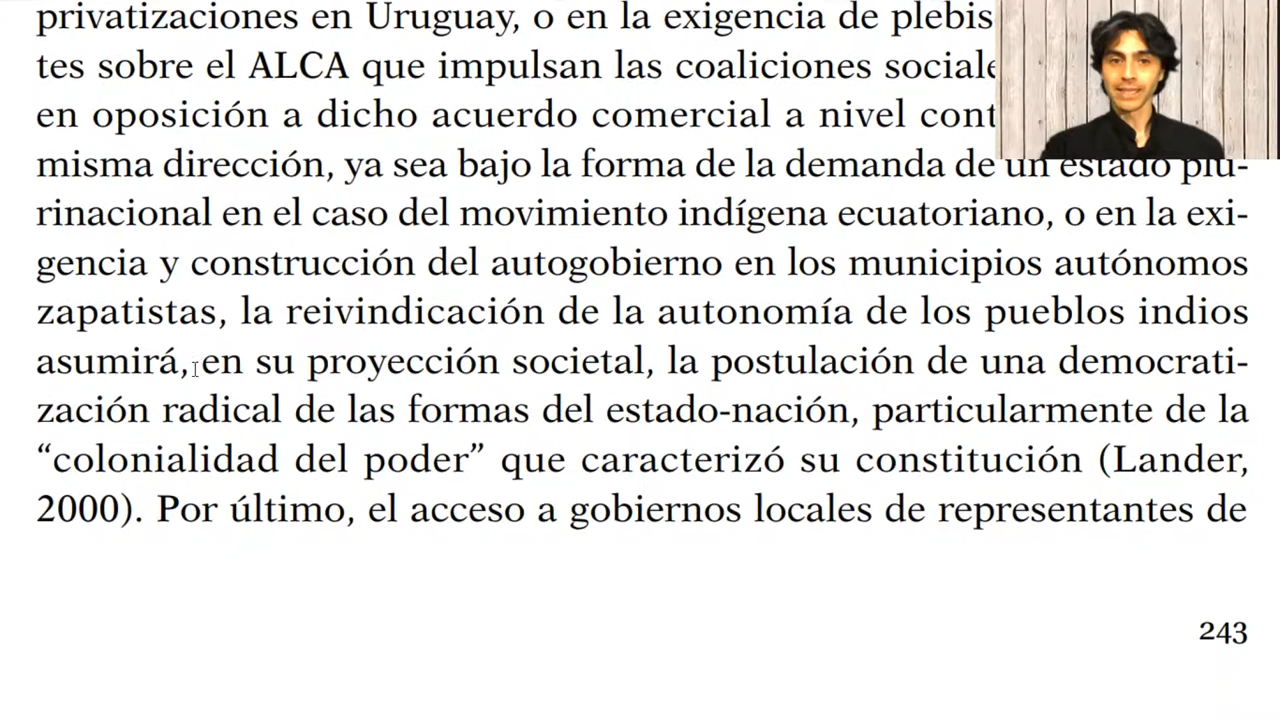 privatizaciones en Uruguay, o en la exigencia de plebis
tes sobre el ALCA que impulsan las coaliciones sociale
en oposición a dicho acuerdo comercial a nivel cont
misma dirección, ya sea bajo la forma de la demanda de un estado plu-
rinacional en el caso del movimiento indígena ecuatoriano, o en la exi-
gencia y construcción del autogobierno en los municipios autónomos
zapatistas, la reivindicación de la autonomía de los pueblos indios
asumirá, en su proyección societal, la postulación de una democrati-
zación radical de las formas del estado-nación, particularmente de la
“colonialidad del poder” que caracterizó su constitución (Lander,
2000). Por último, el acceso a gobiernos locales de representantes de
243